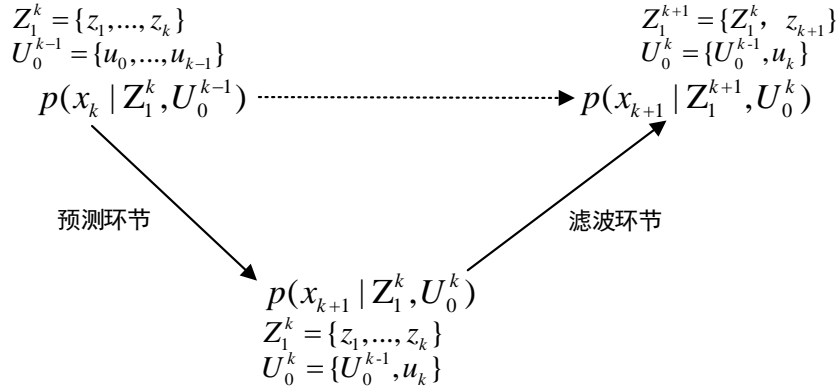 Z_1^k = {z_1,...,z_k}
U_0^{k−1} = {u_0,...,u_{k−1}}
p(x_k | Z_1^k, U_0^{k−1})
Z_1^{k+1} = {Z_1^k, z_{k+1}}
U_0^k = {U_0^{k-1}, u_k}
p(x_{k+1} | Z_1^{k+1}, U_0^k)
预测环节
滤波环节
p(x_{k+1} | Z_1^k, U_0^k)
Z_1^k = {z_1,...,z_k}
U_0^k = {U_0^{k-1}, u_k}